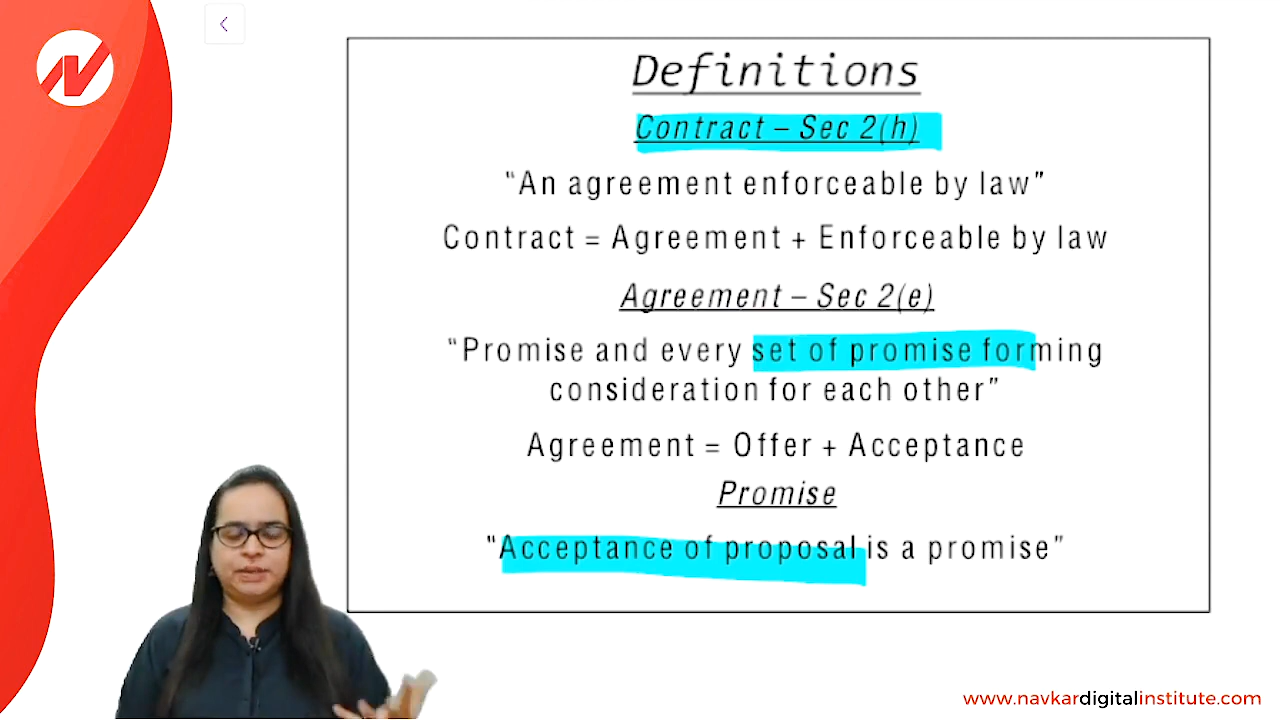 Definitions
Contract – Sec 2(h)
"An agreement enforceable by law"
Contract = Agreement + Enforceable by law
Agreement – Sec 2(e)
"Promise and every set of promise forming
consideration for each other"
Agreement = Offer + Acceptance
Promise
"Acceptance of proposal is a promise"
www.navkardigitalinstitute.com